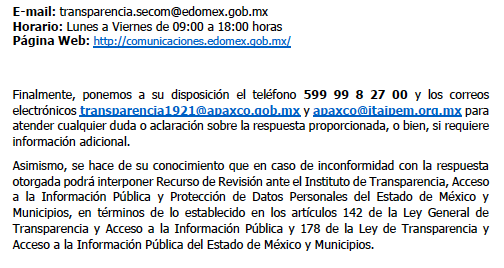 E-mail: transparencia.secom@edomex.gob.mx
Horario: Lunes a Viernes de 09:00 a 18:00 horas
Página Web: http://comunicaciones.edomex.gob.mx/
Finalmente, ponemos a su disposición el teléfono 599 99 8 27 00 y los correos
electrónicos transparencia1921@apaxco.gob.mx y apaxco@itaipem.org.mx para
atender cualquier duda o aclaración sobre la respuesta proporcionada, o bien, si requiere
información adicional.
Asimismo, se hace de su conocimiento que en caso de inconformidad con la respuesta
otorgada podrá interponer Recurso de Revisión ante el Instituto de Transparencia, Acceso
a la Información Pública y Protección de Datos Personales del Estado de México y
Municipios, en términos de lo establecido en los artículos 142 de la Ley General de
Transparencia y Acceso a la Información Pública y 178 de la Ley de Transparencia y
Acceso a la Información Pública del Estado de México y Municipios.